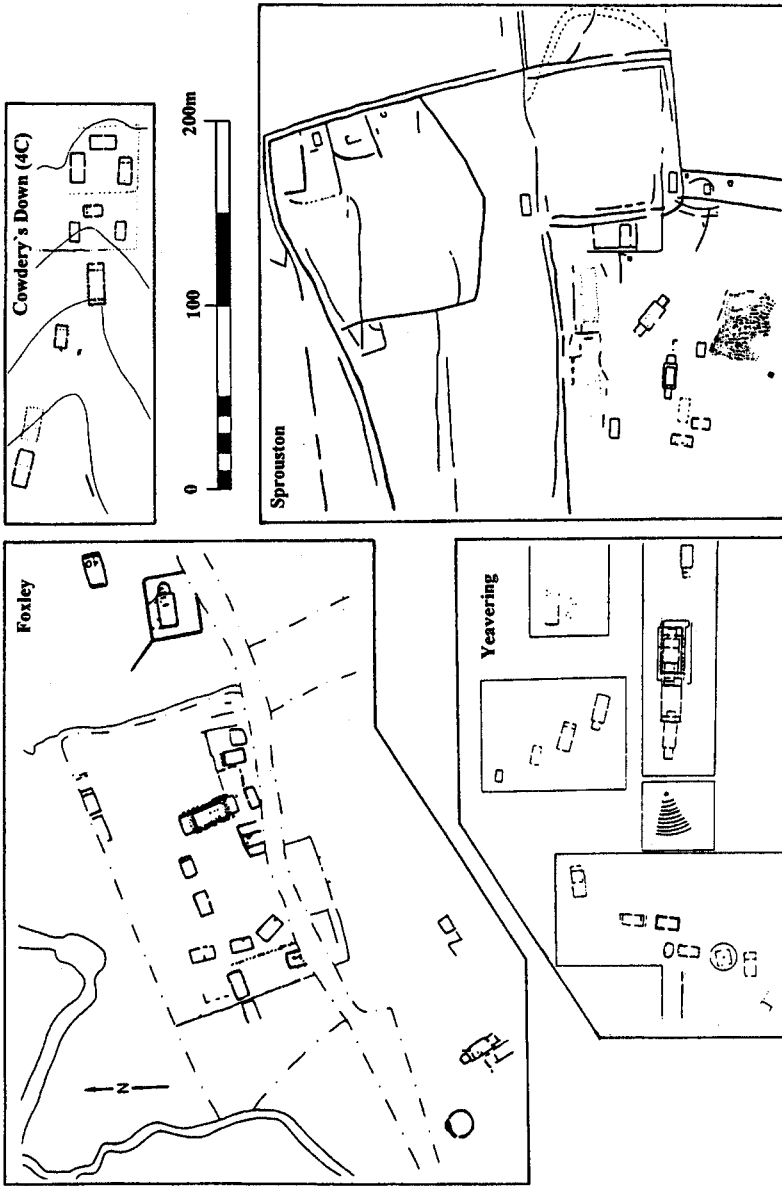 Foxley
N
Cowdery`s Down (4C)
0
100
200m
Yeavering
Sprouston